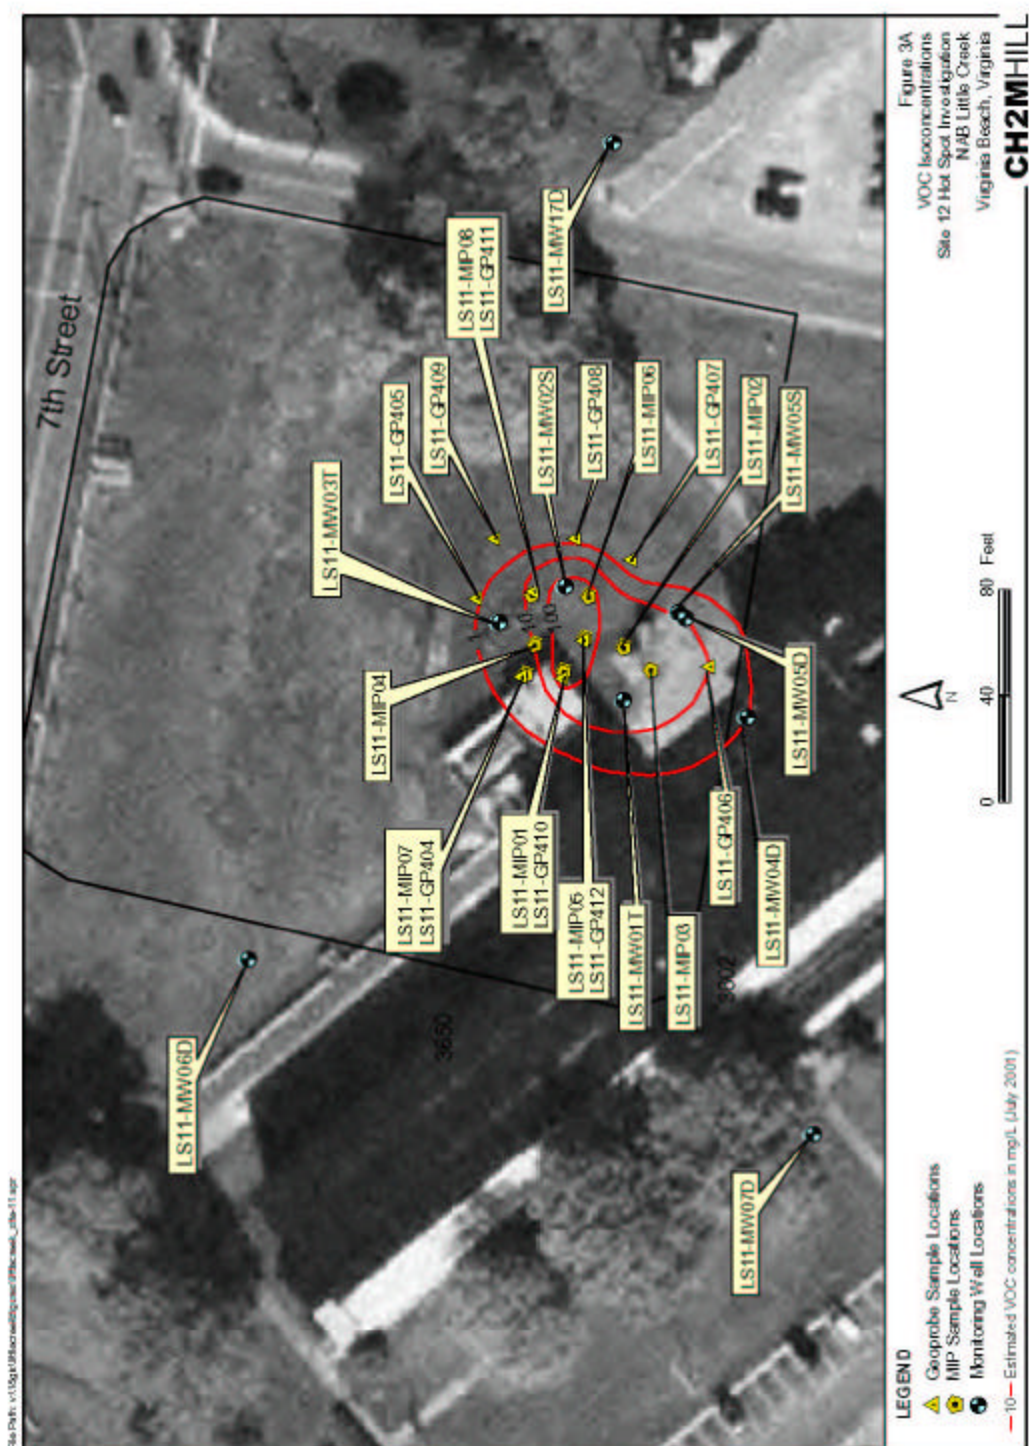 7th Street
LS11-MW06D
LS11-MW03T
LS11-GP405
LS11-GP409
LS11-MIP08
LS11-GP411
LS11-MW17D
LS11-MIP04
LS11-MW02S
LS11-GP408
LS11-MIP06
LS11-GP407
LS11-MIP02
LS11-MW05S
LS11-MIP07
LS11-GP404
LS11-MIP01
LS11-GP410
LS11-MIP05
LS11-GP412
LS11-MW01T
LS11-MIP03
LS11-GP406
LS11-MW04D
LS11-MW05D
LS11-MW07D
1
10
100
3650
3002
LEGEND
Geoprobe Sample Locations
MIP Sample Locations
Monitoring Well Locations
10 Estimated VOC concentrations in mg/L (July 2001)
N
0 40 80 Feet
Figure 3A
VOC Isoconcentrations
Site 12 Hot Spot Investigation
NAB Little Creek
Virginia Beach, Virginia
CH2MHILL